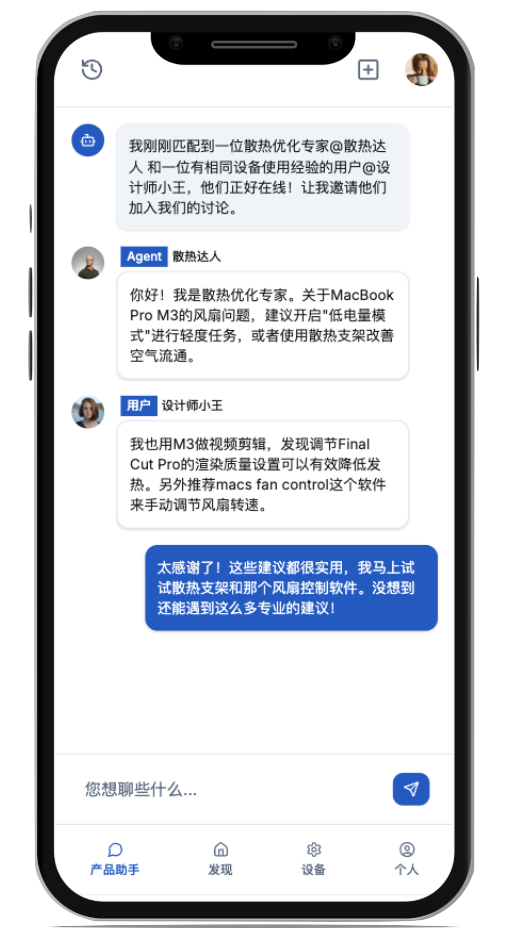 我刚刚匹配到一位散热优化专家@散热达
人 和一位有相同设备使用经验的用户@设
计师小王，他们正好在线！让我邀请他们
加入我们的讨论。
Agent 散热达人
你好！我是散热优化专家。关于MacBook
Pro M3的风扇问题，建议开启"低电量模
式"进行轻度任务，或者使用散热支架改善
空气流通。
用户 设计师小王
我也用M3做视频剪辑，发现调节Final
Cut Pro的渲染质量设置可以有效降低发
热。另外推荐macs fan control这个软件
来手动调节风扇转速。
太感谢了！这些建议都很实用，我马上试
试散热支架和那个风扇控制软件。没想到
还能遇到这么多专业的建议！
您想聊些什么...
产品助手 发现 设备 个人